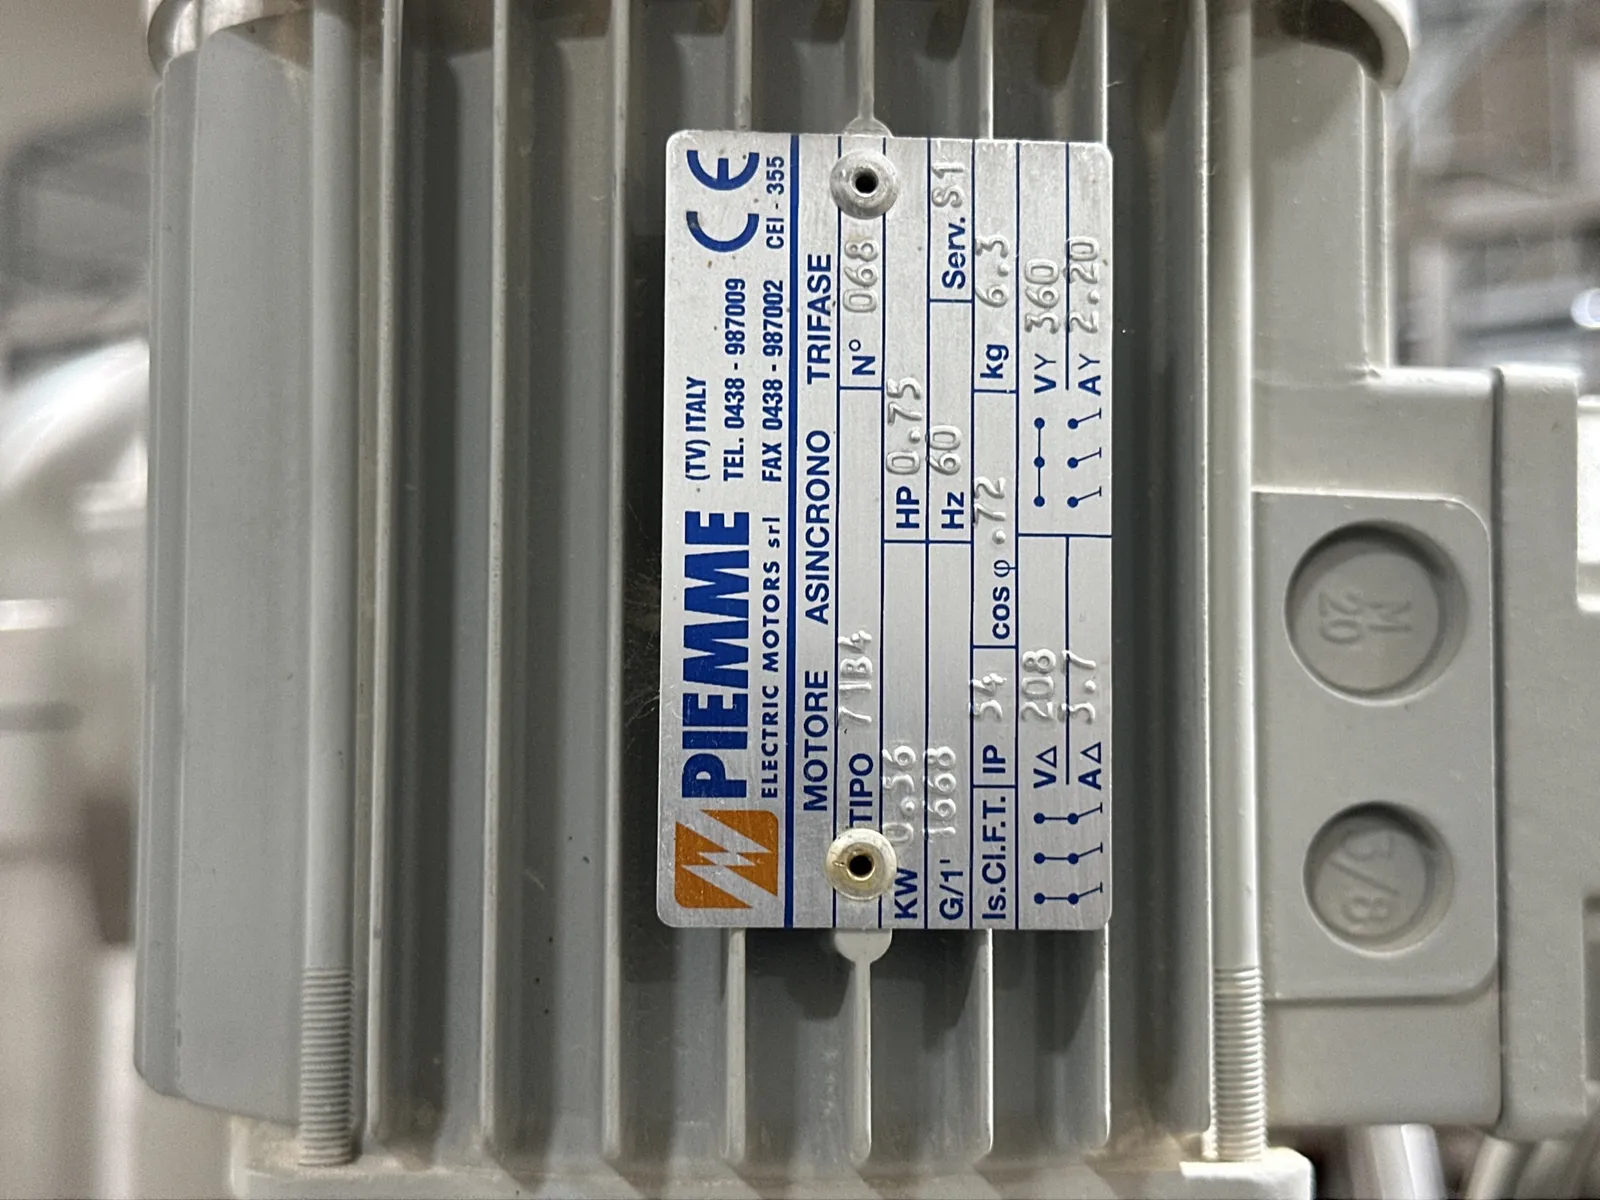 PIEMME (TV) ITALY
ELECTRIC MOTORS srl
TEL. 0438 - 987009
FAX 0438 - 987002
CE
CEI - 355
MOTORE ASINCRONO TRIFASE
TIPO 71B4 N° 068
KW 0.56 HP 0.75
G/1' 1668 Hz 60 Serv. S1
Is.Cl.F.T. IP 54 cos φ .72 kg 6.3
V∆ 208 VY 360
A∆ 3.7 AY 2.20
M
20
3/8